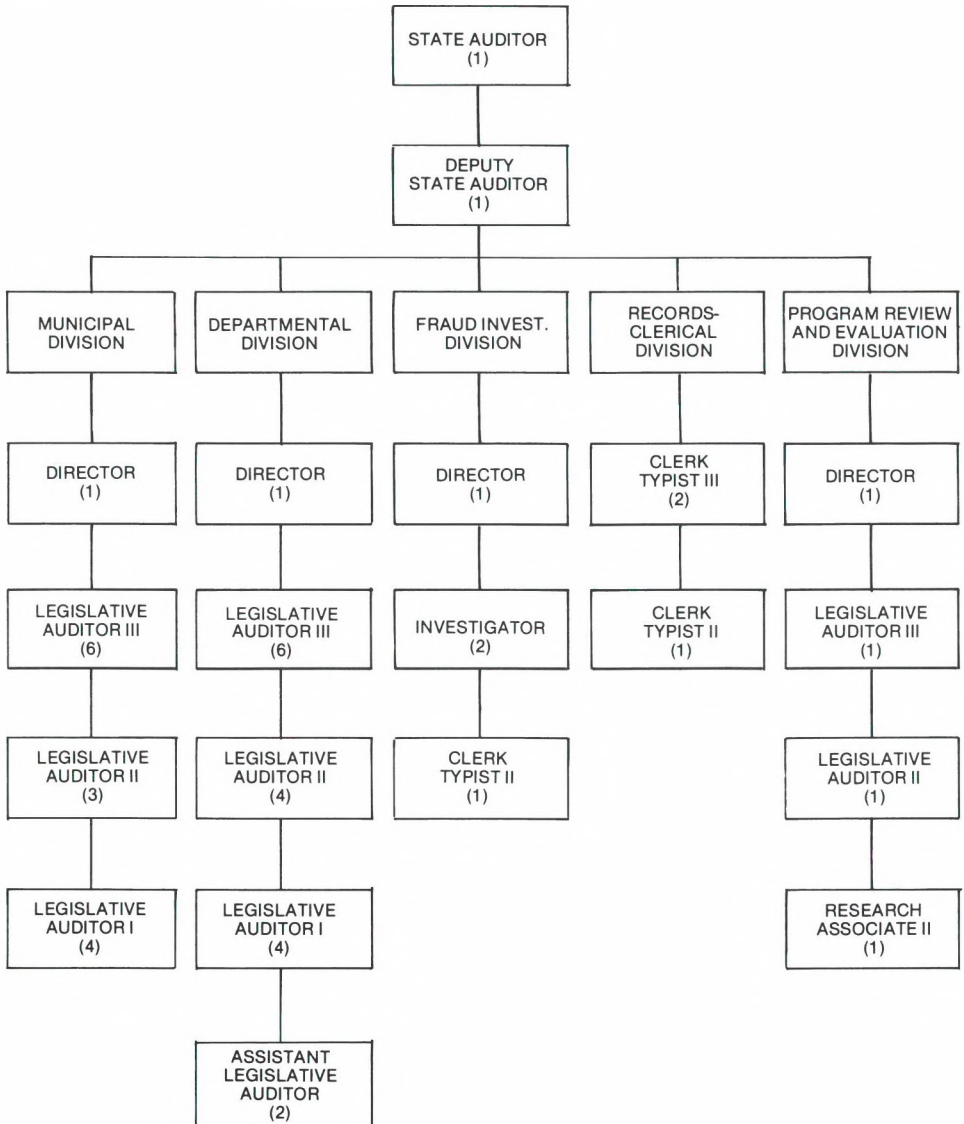 STATE AUDITOR
(1)
DEPUTY
STATE AUDITOR
(1)
MUNICIPAL
DIVISION
DEPARTMENTAL
DIVISION
FRAUD INVEST.
DIVISION
RECORDS-
CLERICAL
DIVISION
PROGRAM REVIEW
AND EVALUATION
DIVISION
DIRECTOR
(1)
DIRECTOR
(1)
DIRECTOR
(1)
CLERK
TYPIST III
(2)
DIRECTOR
(1)
LEGISLATIVE
AUDITOR III
(6)
LEGISLATIVE
AUDITOR III
(6)
INVESTIGATOR
(2)
CLERK
TYPIST II
(1)
LEGISLATIVE
AUDITOR III
(1)
LEGISLATIVE
AUDITOR II
(3)
LEGISLATIVE
AUDITOR II
(4)
CLERK
TYPIST II
(1)
LEGISLATIVE
AUDITOR II
(1)
LEGISLATIVE
AUDITOR I
(4)
LEGISLATIVE
AUDITOR I
(4)
RESEARCH
ASSOCIATE II
(1)
ASSISTANT
LEGISLATIVE
AUDITOR
(2)